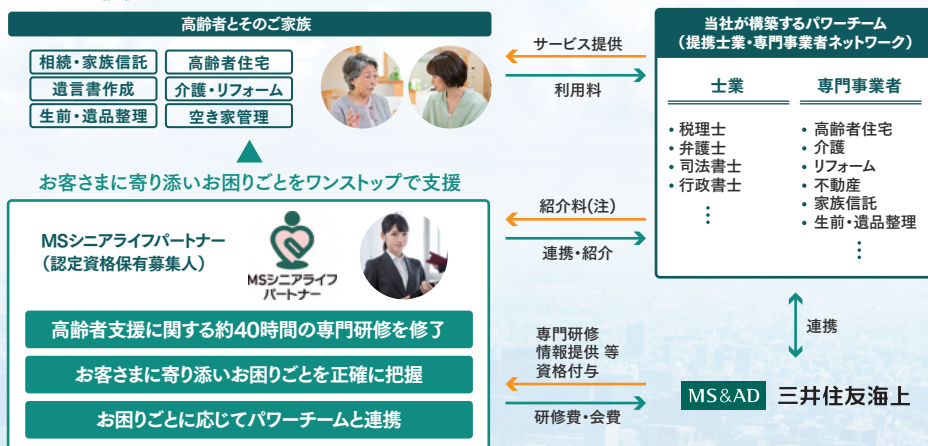 高齢者とそのご家族
相続・家族信託
高齢者住宅
遺言書作成
介護・リフォーム
生前・遺品整理
空き家管理
お客さまに寄り添いお困りごとをワンストップで支援
MSシニアライフパートナー
（認定資格保有募集人）
MSシニアライフ
パートナー
高齢者支援に関する約40時間の専門研修を修了
お客さまに寄り添いお困りごとを正確に把握
お困りごとに応じてパワーチームと連携
サービス提供
利用料
紹介料(注)
連携・紹介
専門研修
情報提供 等
資格付与
研修費・会費
当社が構築するパワーチーム
（提携士業・専門事業者ネットワーク）
士業
・税理士
・弁護士
・司法書士
・行政書士
⋮
専門事業者
・高齢者住宅
・介護
・リフォーム
・不動産
・家族信託
・生前・遺品整理
⋮
連携
MS&AD 三井住友海上